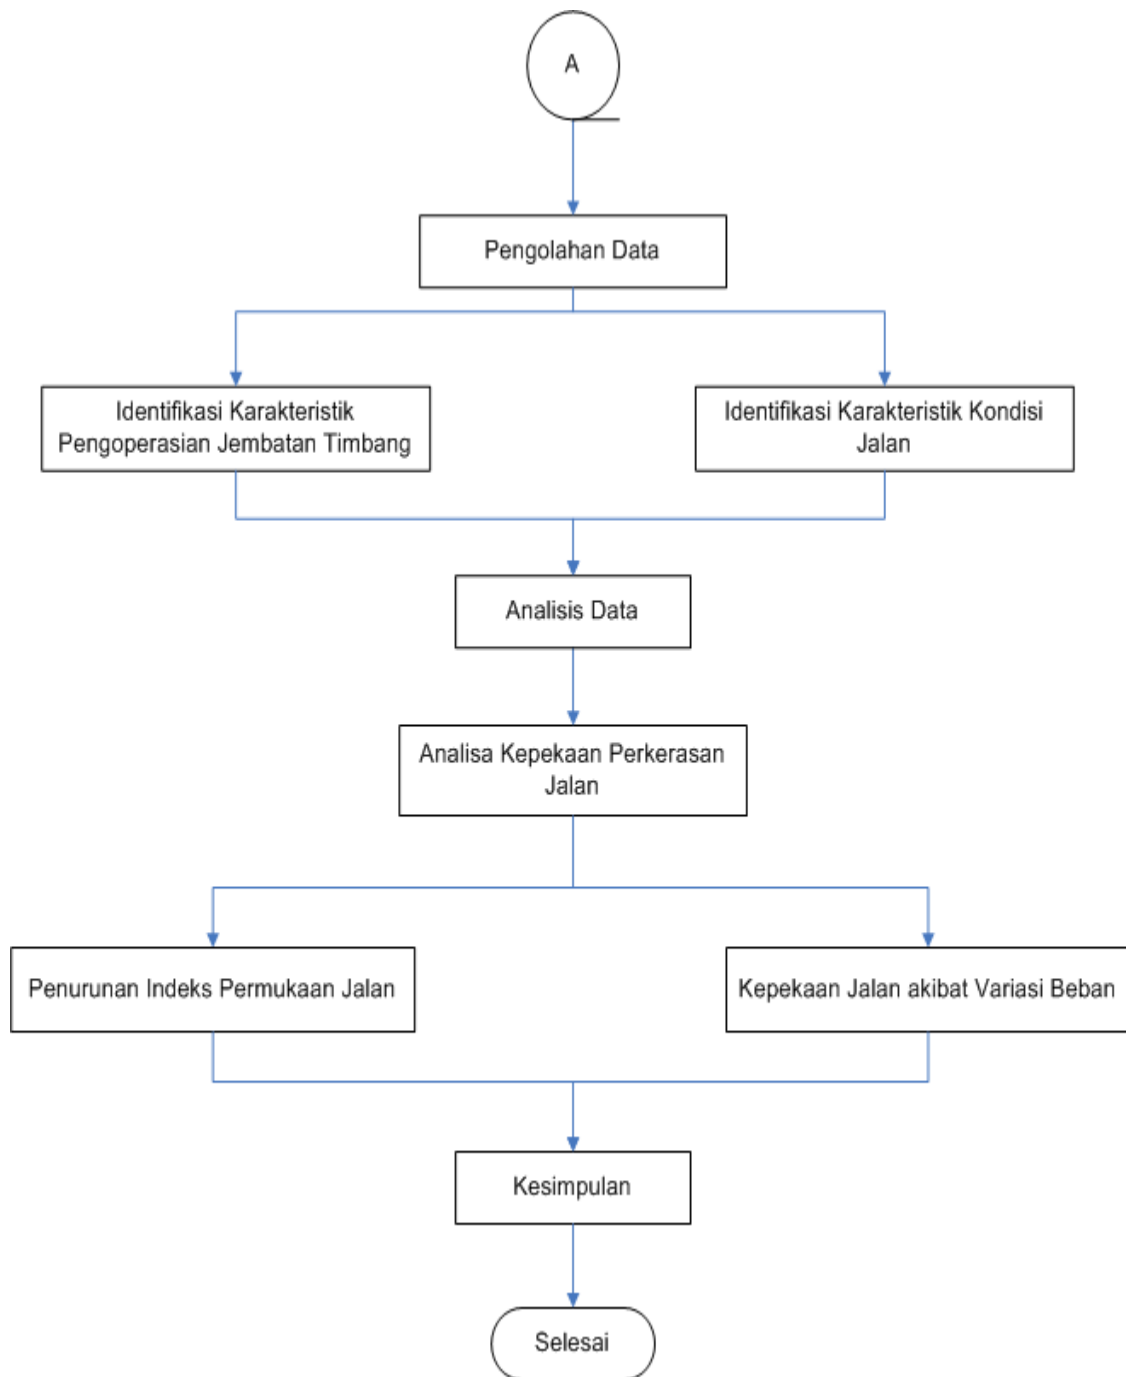 A
Pengolahan Data
Identifikasi Karakteristik
Pengoperasian Jembatan Timbang
Identifikasi Karakteristik Kondisi
Jalan
Analisis Data
Analisa Kepekaan Perkerasan
Jalan
Penurunan Indeks Permukaan Jalan
Kepekaan Jalan akibat Variasi Beban
Kesimpulan
Selesai